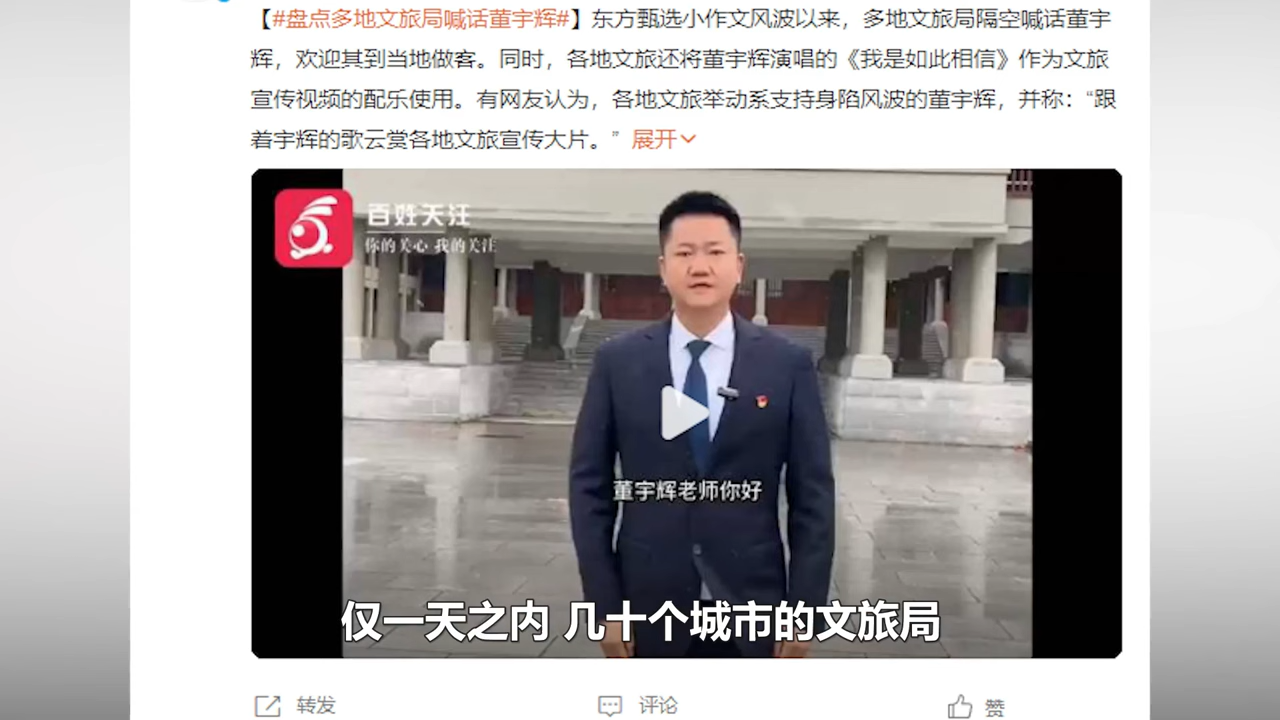 【#盘点多地文旅局喊话董宇辉#】东方甄选小作文风波以来，多地文旅局隔空喊话董宇
辉，欢迎其到当地做客。同时，各地文旅还将董宇辉演唱的《我是如此相信》作为文旅
宣传视频的配乐使用。有网友认为，各地文旅举动系支持身陷风波的董宇辉，并称：“跟
着宇辉的歌云赏各地文旅宣传大片。” 展开
百姓关注
你的关心 我的关注
董宇辉老师你好
仅一天之内 几十个城市的文旅局
转发
评论
赞